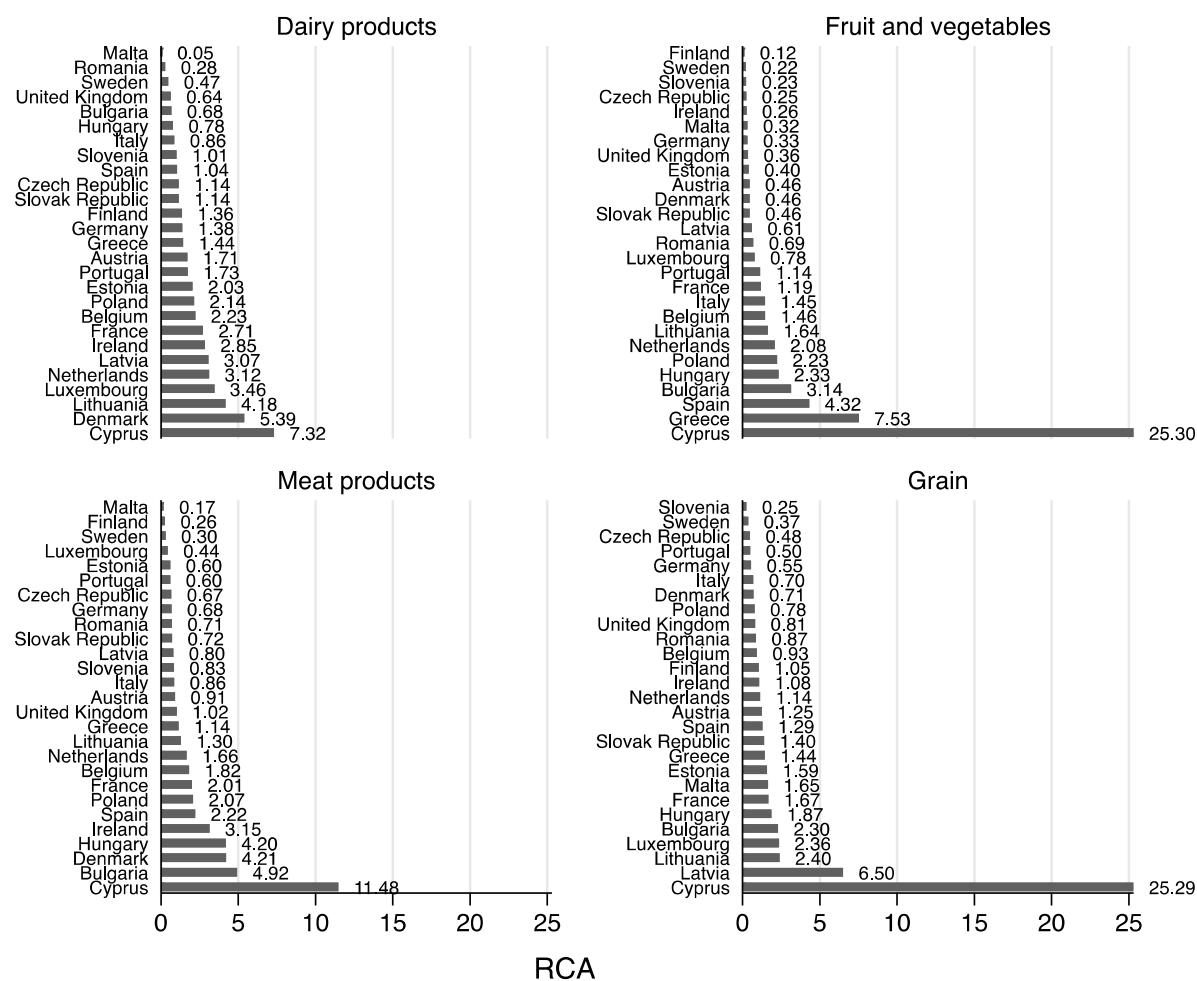 Dairy products
Malta 0.05
Romania 0.28
Sweden 0.47
United Kingdom 0.64
Bulgaria 0.68
Hungary 0.78
Italy 0.86
Slovenia 1.01
Spain 1.04
Czech Republic 1.14
Slovak Republic 1.14
Finland 1.36
Germany 1.38
Greece 1.44
Austria 1.71
Portugal 1.73
Estonia 2.03
Poland 2.14
Belgium 2.23
France 2.71
Ireland 2.85
Latvia 3.07
Netherlands 3.12
Luxembourg 3.46
Lithuania 4.18
Denmark 5.39
Cyprus 7.32
Fruit and vegetables
Finland 0.12
Sweden 0.22
Slovenia 0.23
Czech Republic 0.25
Ireland 0.26
Malta 0.32
Germany 0.33
United Kingdom 0.36
Estonia 0.40
Austria 0.46
Denmark 0.46
Slovak Republic 0.46
Latvia 0.61
Romania 0.69
Luxembourg 0.78
Portugal 1.14
France 1.19
Italy 1.45
Belgium 1.46
Lithuania 1.64
Netherlands 2.08
Poland 2.23
Hungary 2.33
Bulgaria 3.14
Spain 4.32
Greece 7.53
Cyprus 25.30
Meat products
Malta 0.17
Finland 0.26
Sweden 0.30
Luxembourg 0.44
Estonia 0.60
Portugal 0.60
Czech Republic 0.67
Germany 0.68
Romania 0.71
Slovak Republic 0.72
Latvia 0.80
Slovenia 0.83
Italy 0.86
Austria 0.91
United Kingdom 1.02
Greece 1.14
Lithuania 1.30
Netherlands 1.66
Belgium 1.82
France 2.01
Poland 2.07
Spain 2.22
Ireland 3.15
Hungary 4.20
Denmark 4.21
Bulgaria 4.92
Cyprus 11.48
0 5 10 15 20 25
Grain
Slovenia 0.25
Sweden 0.37
Czech Republic 0.48
Portugal 0.50
Germany 0.55
Italy 0.70
Denmark 0.71
Poland 0.78
United Kingdom 0.81
Romania 0.87
Belgium 0.93
Finland 1.05
Ireland 1.08
Netherlands 1.14
Austria 1.25
Spain 1.29
Slovak Republic 1.40
Greece 1.44
Estonia 1.59
Malta 1.65
France 1.67
Hungary 1.87
Bulgaria 2.30
Luxembourg 2.36
Lithuania 2.40
Latvia 6.50
Cyprus 25.29
0 5 10 15 20 25
RCA